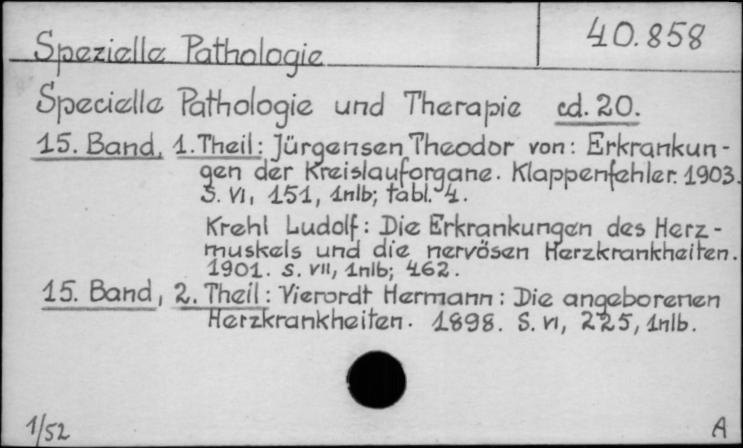 40.858
Spezielle Pathologie
Specielle Pathologie und Therapie ed. 20.
15. Band, 1. Theil: Jürgensen Theodor von: Erkrankun-
gen der Kreislauforgane. Klappenfehler. 1903.
S. VI, 151, 1nlb; tabl. 4.
Krehl Ludolf: Die Erkrankungen des Herz-
muskels und die nervösen Herzkrankheiten.
1901. S. VII, 1nlb; 462.
15. Band, 2. Theil: Vierordt Hermann: Die angeborenen
Herzkrankheiten. 1898. S. VI, 225, 1nlb.
1/52
A